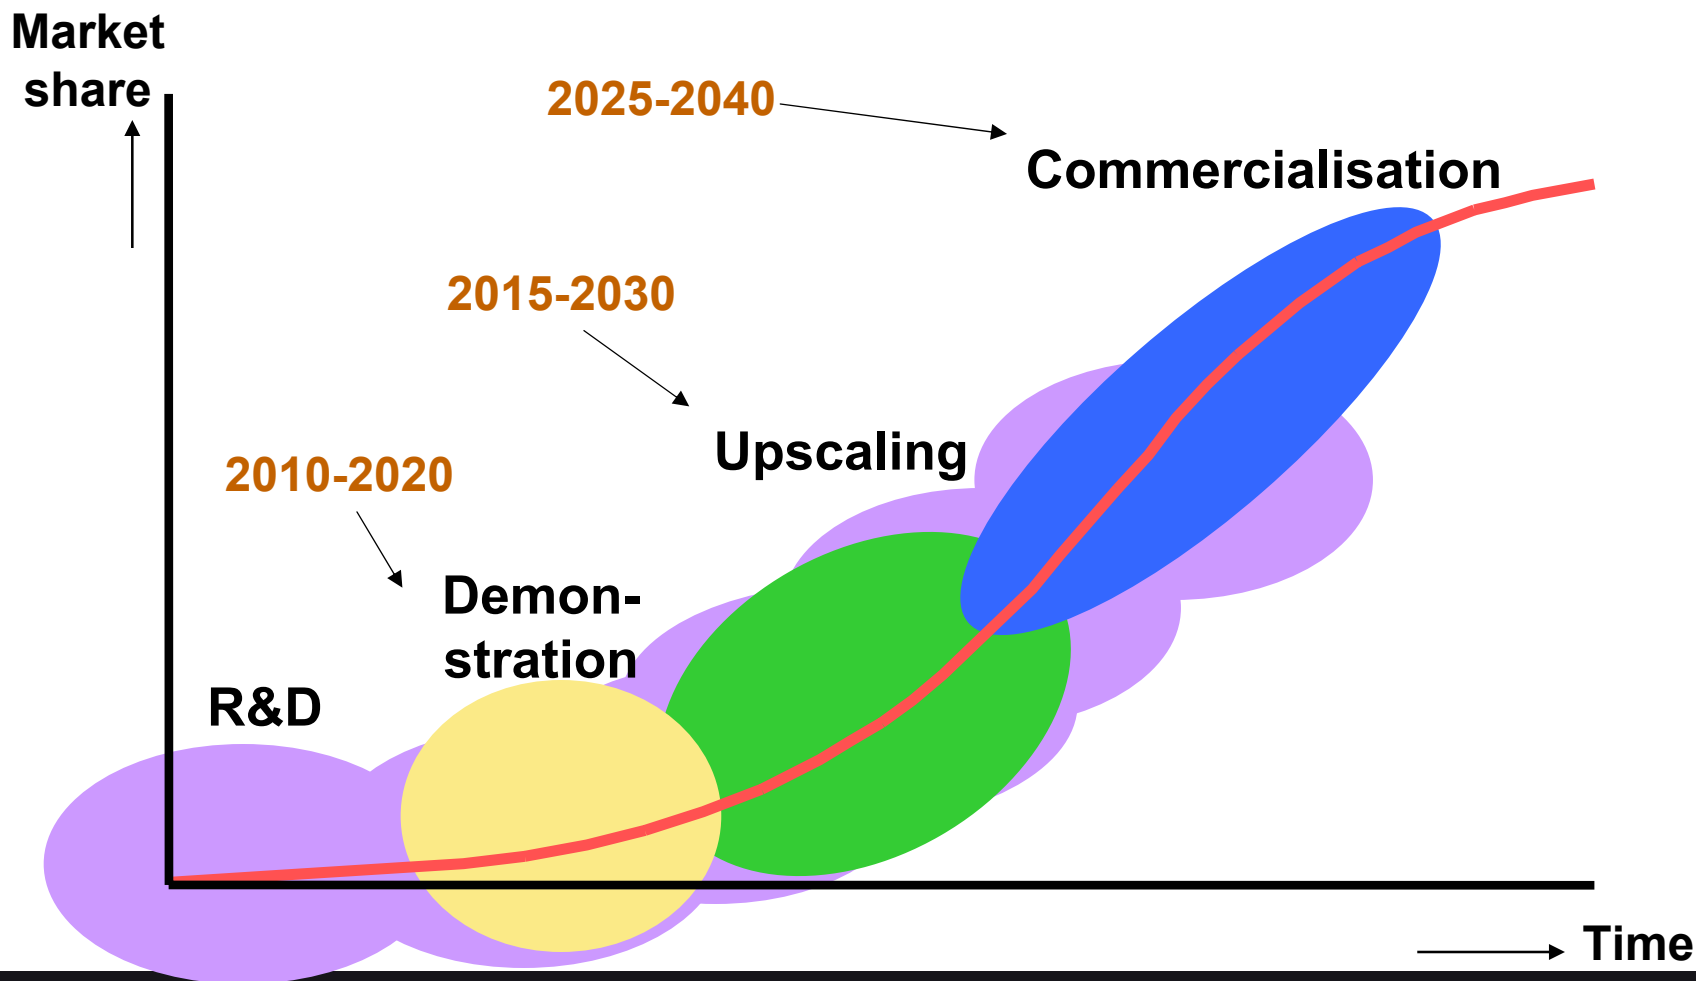 Market
share
2025-2040
Commercialisation
2015-2030
Upscaling
2010-2020
Demon-
stration
R&D
Time